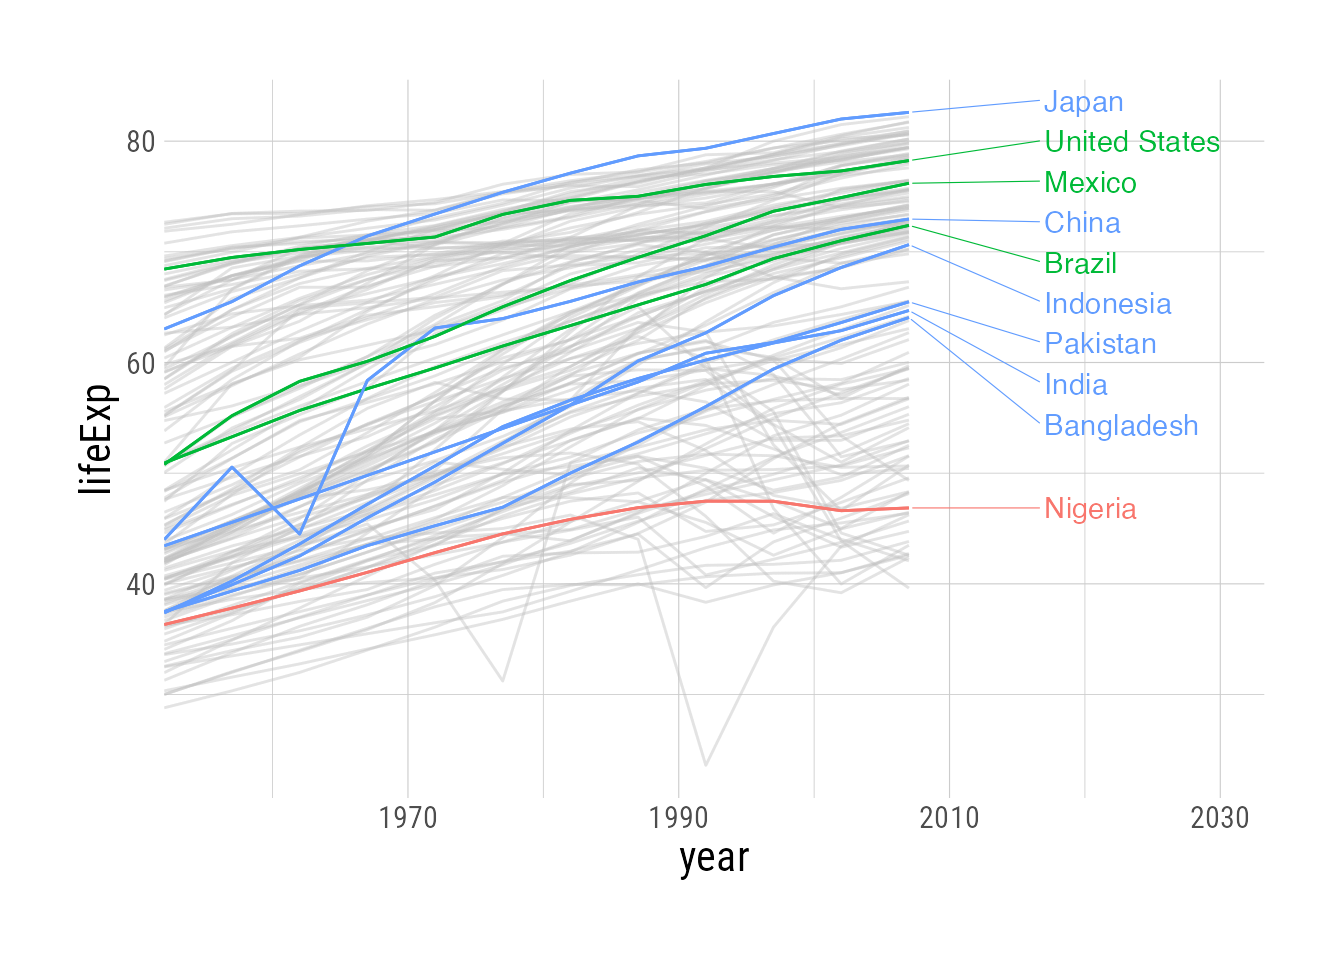 Japan
80
United States
Mexico
China
Brazil
Indonesia
Pakistan
60
India
Bangladesh
lifeExp
Nigeria
40
1970
1990
2010
2030
year